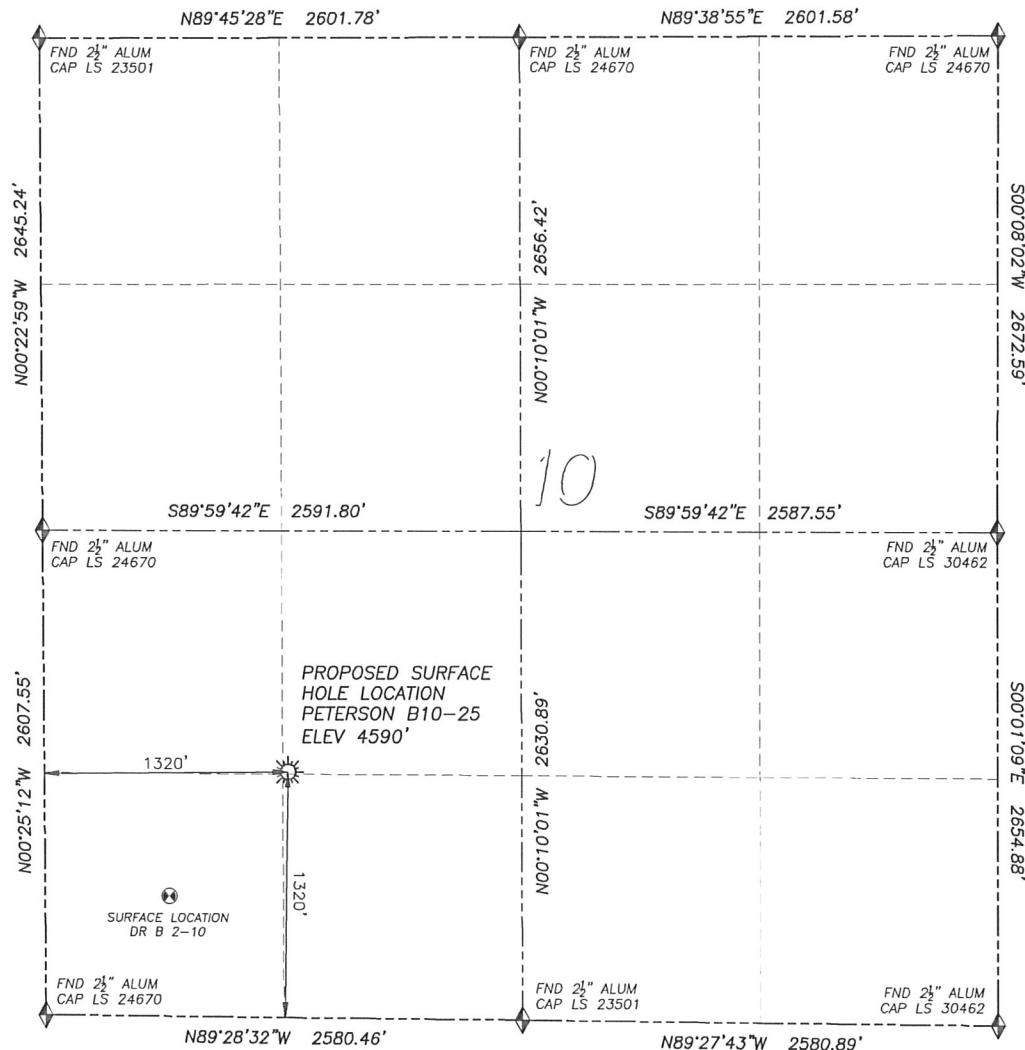 N89°45'28"E 2601.78'
N89°38'55"E 2601.58'
FND 2½" ALUM
CAP LS 23501
FND 2½" ALUM
CAP LS 24670
FND 2½" ALUM
CAP LS 24670
N00°22'59"W 2645.24'
N00°10'01"W 2656.42'
S00°08'02"W 2672.59'
10
S89°59'42"E 2591.80'
S89°59'42"E 2587.55'
FND 2½" ALUM
CAP LS 24670
FND 2½" ALUM
CAP LS 30462
PROPOSED SURFACE
HOLE LOCATION
PETERSON B10-25
ELEV 4590'
N00°25'12"W 2607.55'
1320'
1320'
N00°10'01"W 2630.89'
S00°01'09"E 2654.88'
SURFACE LOCATION
DR B 2-10
FND 2½" ALUM
CAP LS 24670
FND 2½" ALUM
CAP LS 23501
FND 2½" ALUM
CAP LS 30462
N89°28'32"W 2580.46'
N89°27'43"W 2580.89'